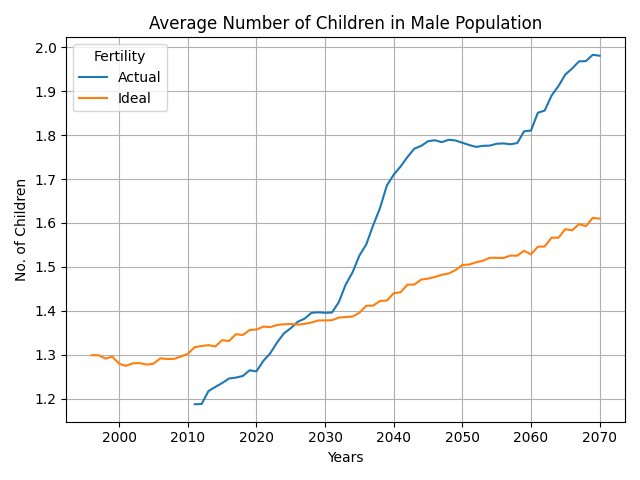 Average Number of Children in Male Population
Fertility
Actual
Ideal
2.0
1.9
1.8
1.7
1.6
1.5
1.4
1.3
1.2
No. of Children
2000 2010 2020 2030 2040 2050 2060 2070
Years